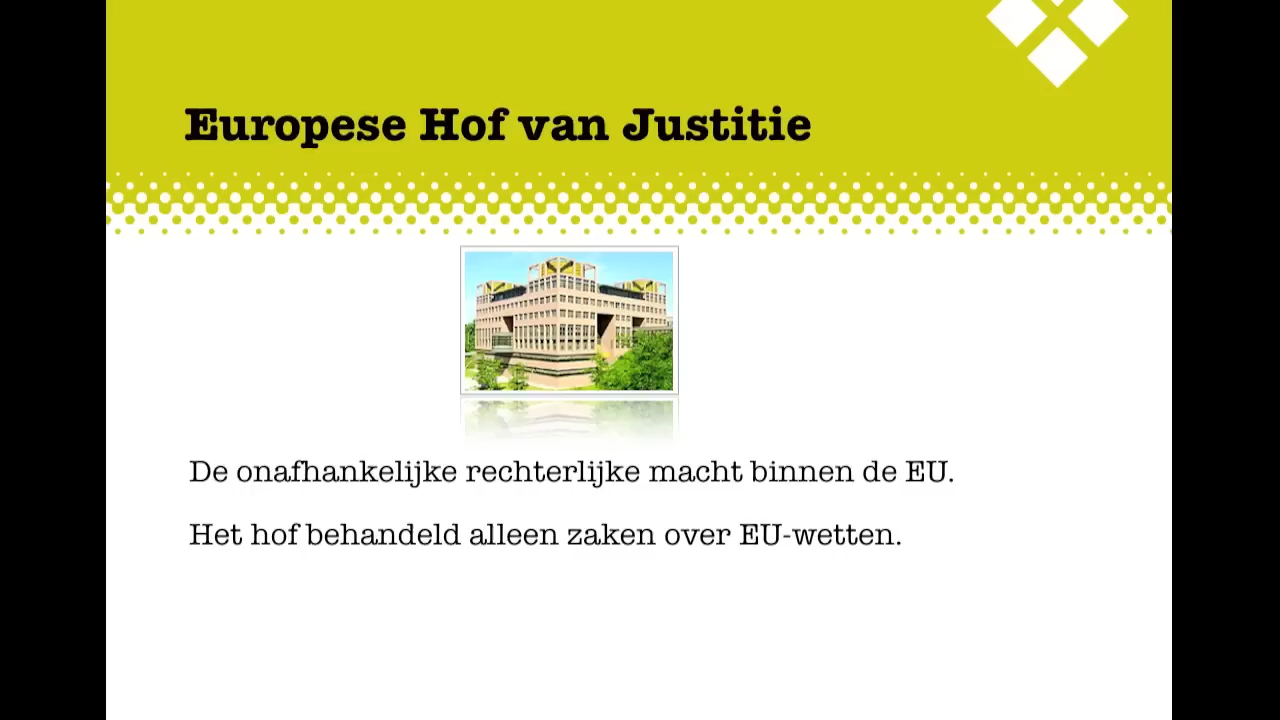 Europese Hof van Justitie
De onafhankelijke rechterlijke macht binnen de EU.
Het hof behandeld alleen zaken over EU-wetten.